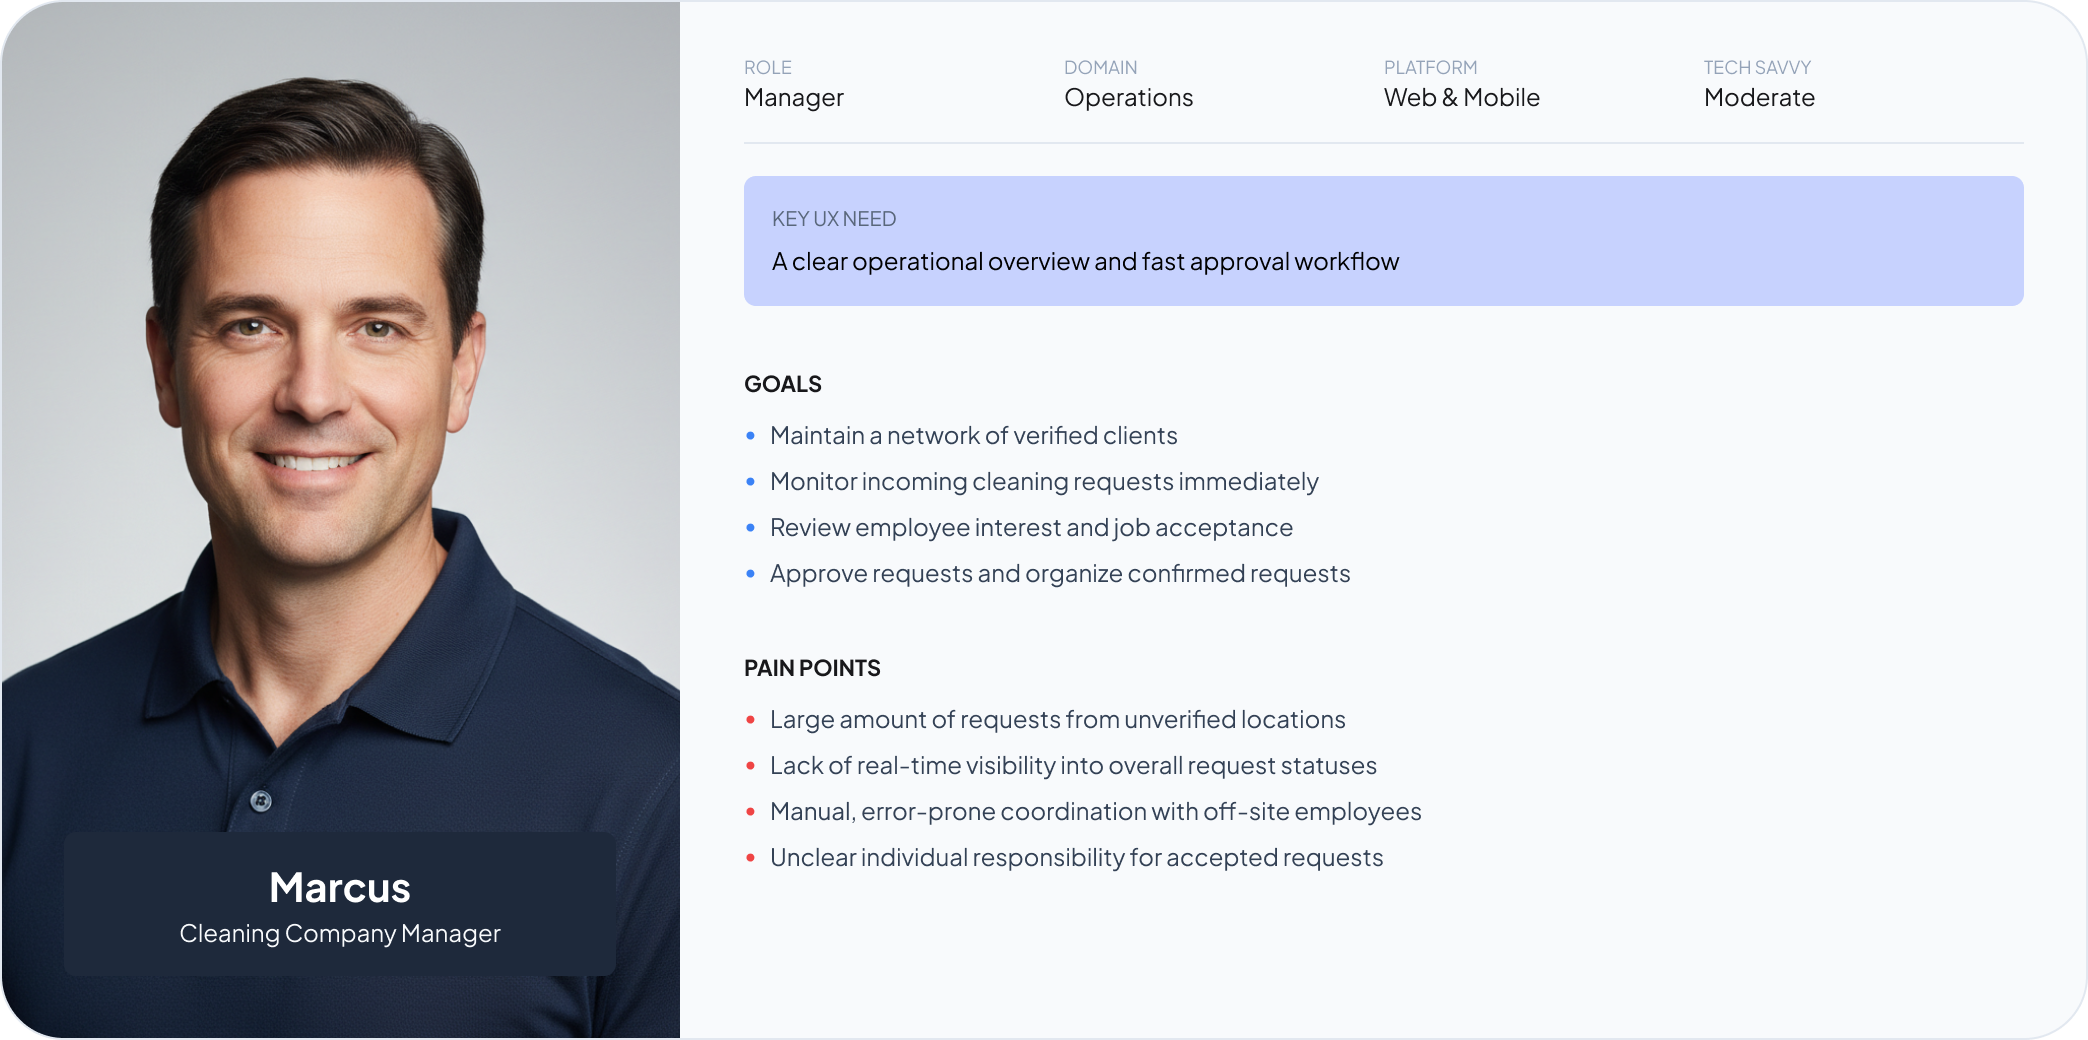 ROLE
Manager
DOMAIN
Operations
PLATFORM
Web & Mobile
TECH SAVVY
Moderate
KEY UX NEED
A clear operational overview and fast approval workflow
GOALS
• Maintain a network of verified clients
• Monitor incoming cleaning requests immediately
• Review employee interest and job acceptance
• Approve requests and organize confirmed requests
PAIN POINTS
• Large amount of requests from unverified locations
• Lack of real-time visibility into overall request statuses
• Manual, error-prone coordination with off-site employees
• Unclear individual responsibility for accepted requests
Marcus
Cleaning Company Manager